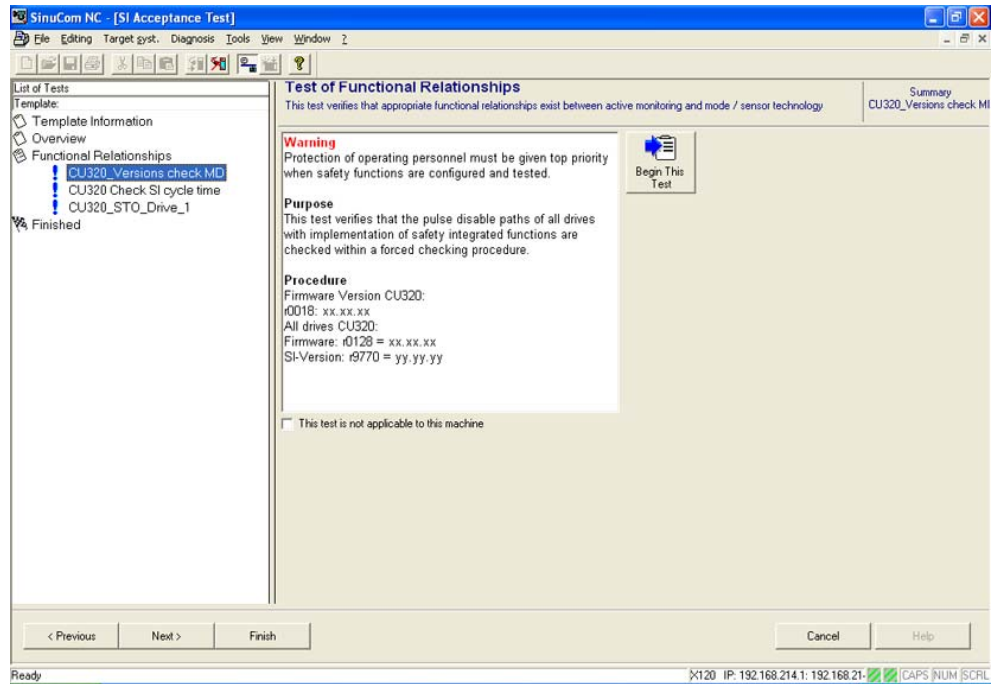 SinuCom NC - [SI Acceptance Test]
File Editing Target syst. Diagnosis Tools View Window ?
List of Tests
Template:
Template Information
Overview
Functional Relationships
CU320_Versions check MD
CU320 Check SI cycle time
CU320_STO_Drive_1
Finished
Test of Functional Relationships
This test verifies that appropriate functional relationships exist between active monitoring and mode / sensor technology
Summary
CU320_Versions check MI
Warning
Protection of operating personnel must be given top priority
when safety functions are configured and tested.
Purpose
This test verifies that the pulse disable paths of all drives
with implementation of safety integrated functions are
checked within a forced checking procedure.
Procedure
Firmware Version CU320:
r0018: xx.xx.xx
All drives CU320:
Firmware: r0128 = xx.xx.xx
SI-Version: r9770 = yy.yy.yy
Begin This
Test
This test is not applicable to this machine
< Previous
Next >
Finish
Cancel
Help
Ready
X120 IP: 192.168.214.1: 192.168.21- CAPS NUM SCRL